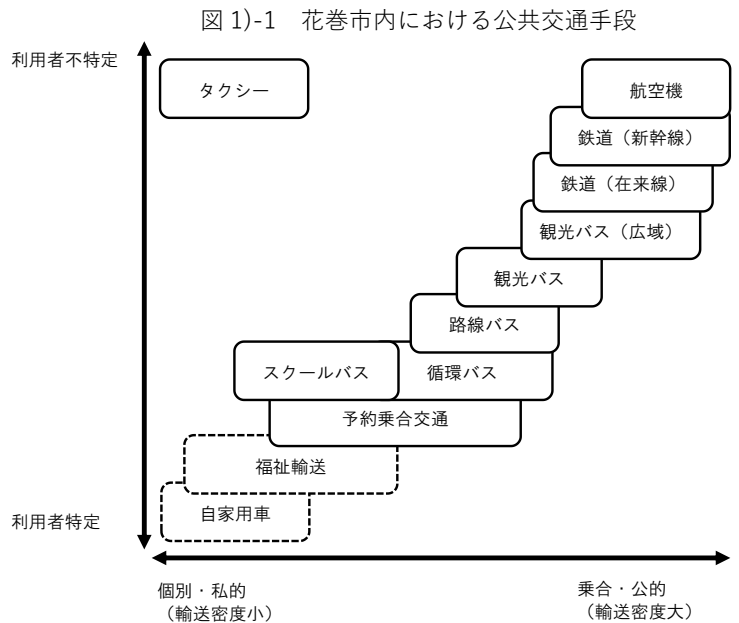 図 1)-1　花巻市内における公共交通手段
利用者不特定
タクシー
航空機
鉄道（新幹線）
鉄道（在来線）
観光バス（広域）
観光バス
路線バス
スクールバス
循環バス
予約乗合交通
福祉輸送
自家用車
利用者特定
個別・私的
（輸送密度小）
乗合・公的
（輸送密度大）